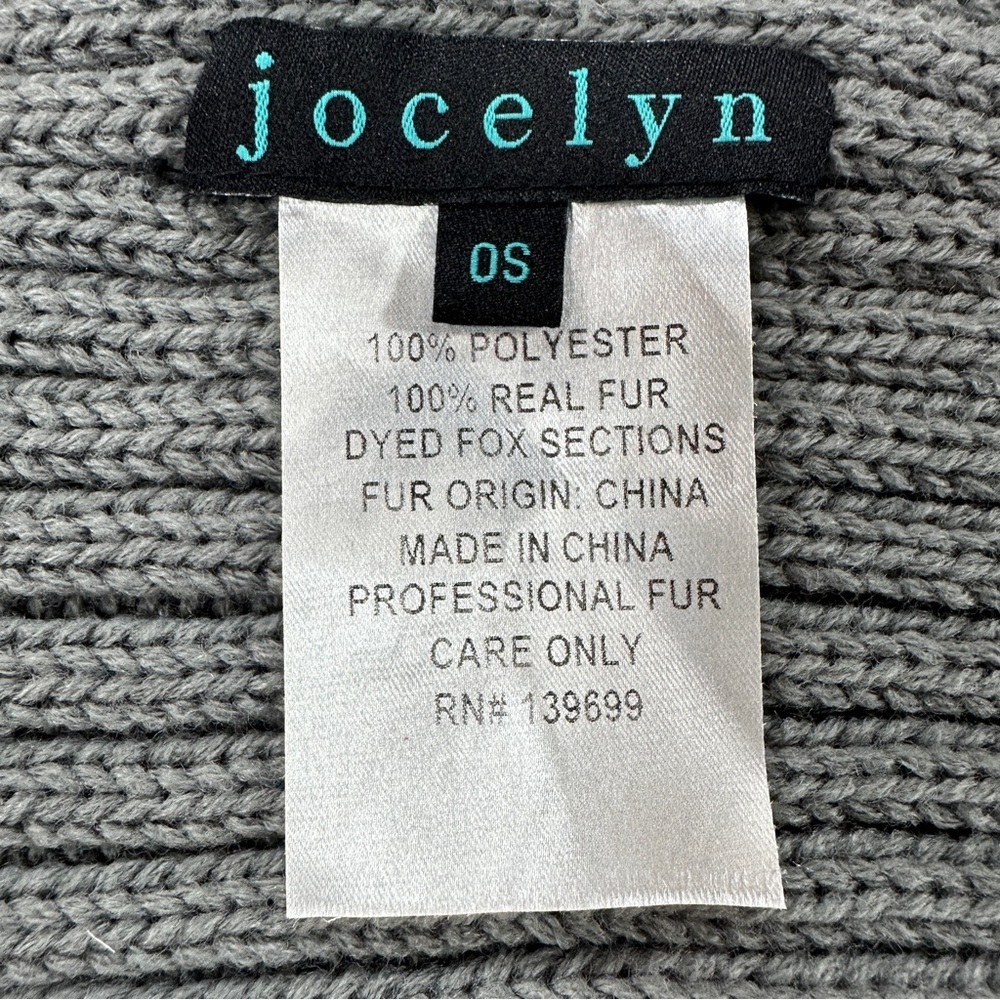 jocelyn
OS
100% POLYESTER
100% REAL FUR
DYED FOX SECTIONS
FUR ORIGIN: CHINA
MADE IN CHINA
PROFESSIONAL FUR
CARE ONLY
RN# 139699